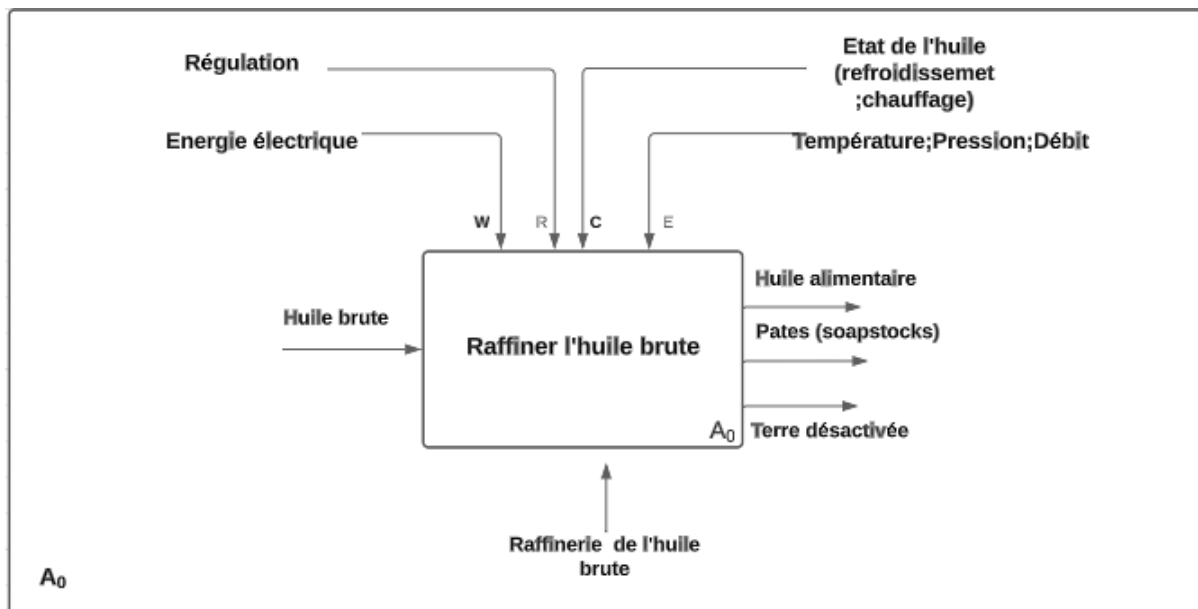 Régulation
Etat de l'huile
(refroidissemet
;chauffage)
Energie électrique
Température;Pression;Débit
W R C E
Huile brute
Raffiner l'huile brute
A₀
Huile alimentaire
Pates (soapstocks)
Terre désactivée
Raffinerie de l'huile
brute
A₀